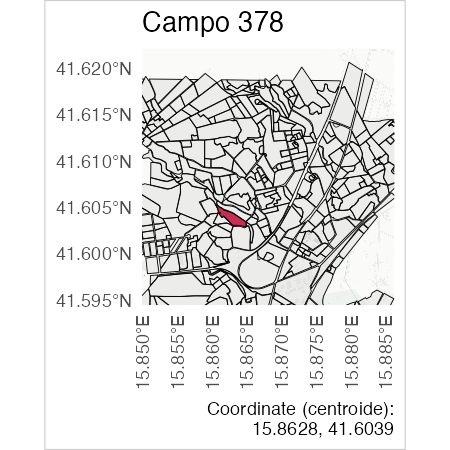 Campo 378
41.620°N
41.615°N
41.610°N
41.605°N
41.600°N
41.595°N
15.850°E
15.855°E
15.860°E
15.865°E
15.870°E
15.875°E
15.880°E
15.885°E
Coordinate (centroide):
15.8628, 41.6039